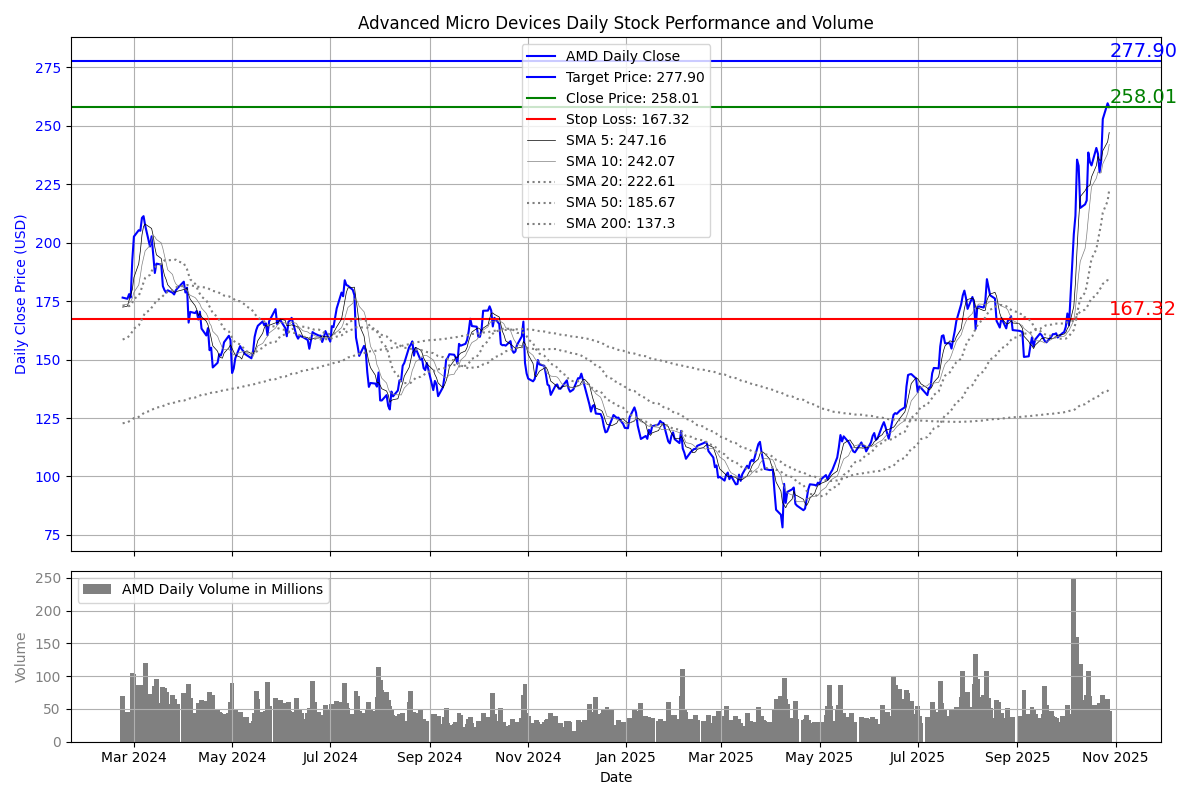 Advanced Micro Devices Daily Stock Performance and Volume
277.90
258.01
167.32
AMD Daily Close
Target Price: 277.90
Close Price: 258.01
Stop Loss: 167.32
SMA 5: 247.16
SMA 10: 242.07
SMA 20: 222.61
SMA 50: 185.67
SMA 200: 137.3
Daily Close Price (USD)
275
250
225
200
175
150
125
100
75
AMD Daily Volume in Millions
Volume
250
200
150
100
50
0
Mar 2024 May 2024 Jul 2024 Sep 2024 Nov 2024 Jan 2025 Mar 2025 May 2025 Jul 2025 Sep 2025 Nov 2025
Date